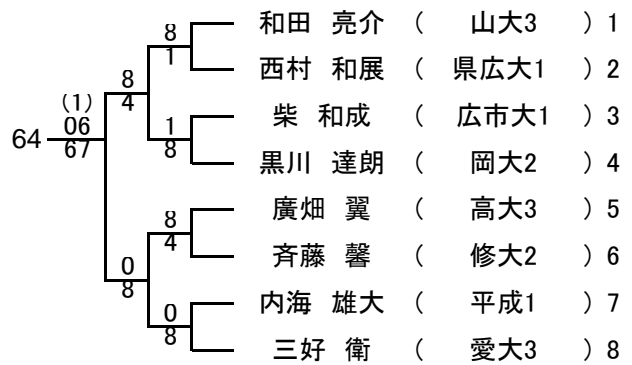 8 和田 亮介 ( 山大3 ) 1
1 西村 和展 ( 県広大1 ) 2
8
4
1 柴 和成 ( 広市大1 ) 3
8 黒川 達朗 ( 岡大2 ) 4
(1)
64 06
67
8 廣畑 翼 ( 高大3 ) 5
4 斉藤 馨 ( 修大2 ) 6
0
8
0 内海 雄大 ( 平成1 ) 7
8 三好 衛 ( 愛大3 ) 8